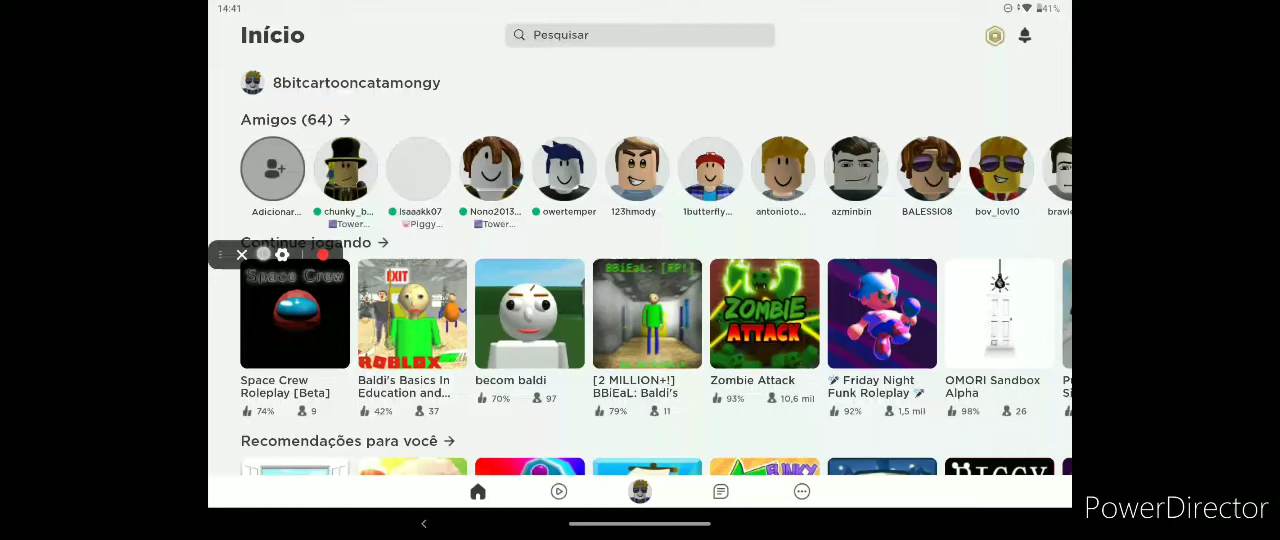 14:41
41%
Início
Pesquisar
8bitcartooncatamongy
Amigos (64) →
Adicionar...
chunky_b...
Tower...
Isaaakk07
Piggy...
Nono2013...
Tower...
owertemper
123hmody
1butterfly...
antonioto...
azminbin
BALESSIO8
bov_lov10
Continue jogando →
Space Crew
EXIT
ROBLOX
BBiEaL: [RP!]
ZOMBIE
ATTACK
Space Crew
Roleplay [Beta]
74% 9
Baldi's Basics In
Education and...
42% 37
becom baldi
70% 97
[2 MILLION+!]
BBiEaL: Baldi's
79% 11
Zombie Attack
93% 10,6 mil
Friday Night
Funk Roleplay
92% 1,5 mil
OMORI Sandbox
Alpha
98% 26
Recomendações para você →
FUNKY
PIGGY
PowerDirector